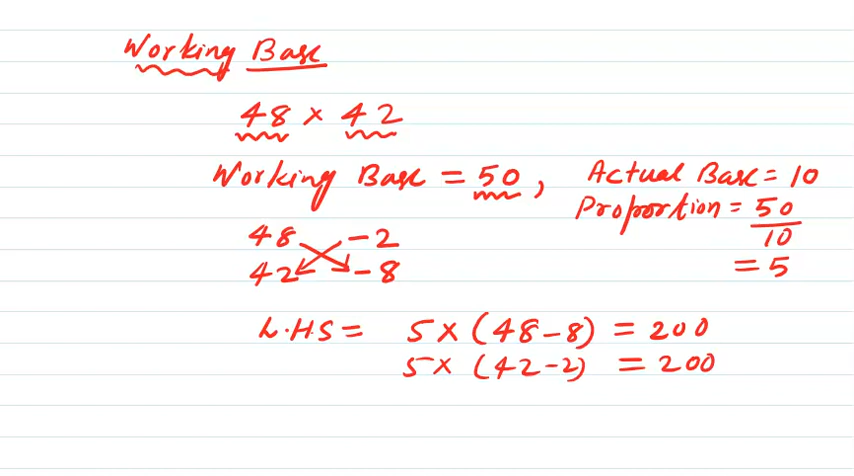 Working Base
48 × 42
Working Base = 50, Actual Base = 10
Proportion = 50/10
48 -2
42 -8
= 5
L.H.S = 5 × (48 - 8) = 200
5 × (42 - 2) = 200